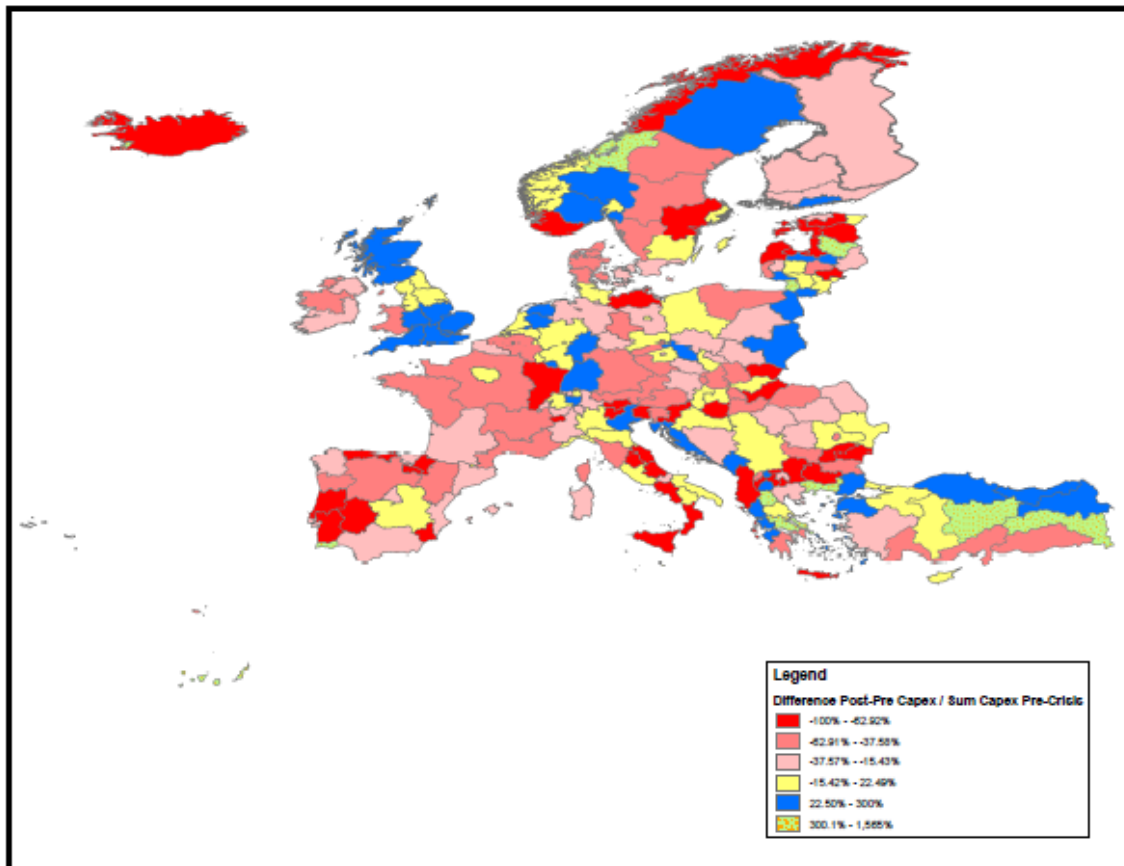 Legend
Difference Post-Pre Capex / Sum Capex Pre-Crisis
-100% - -62.92%
-62.91% - -37.58%
-37.57% - -15.43%
-15.42% - 22.49%
22.50% - 300%
300.1% - 1,565%